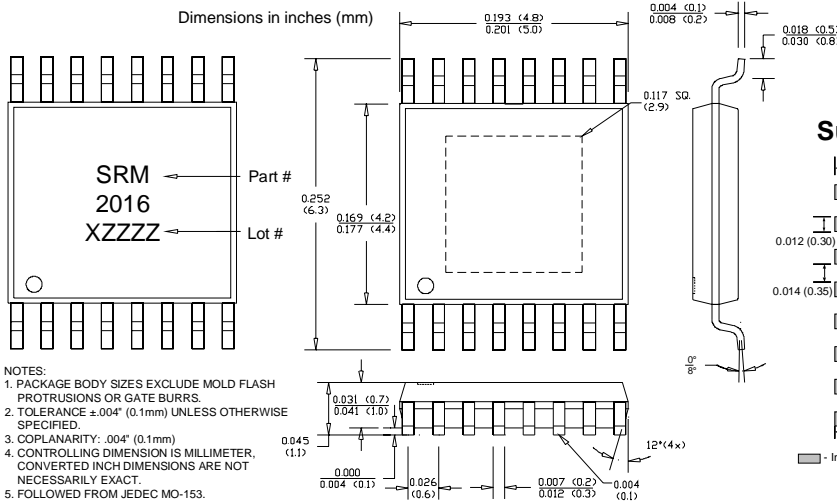 Dimensions in inches (mm)
SRM
2016
XZZZZ
Part #
Lot #
0.193 (4.8)
0.201 (5.0)
0.004 (0.1)
0.008 (0.2)
0.018 (0.5)
0.030 (0.8)
0.117 SQ.
(2.9)
0.252
(6.3)
0.169 (4.2)
0.177 (4.4)
0.012 (0.30)
0.014 (0.35)
0°
8°
NOTES:
1. PACKAGE BODY SIZES EXCLUDE MOLD FLASH
PROTRUSIONS OR GATE BURRS.
2. TOLERANCE ±.004" (0.1mm) UNLESS OTHERWISE
SPECIFIED.
3. COPLANARITY: .004" (0.1mm)
4. CONTROLLING DIMENSION IS MILLIMETER,
CONVERTED INCH DIMENSIONS ARE NOT
NECESSARILY EXACT.
5. FOLLOWED FROM JEDEC MO-153.
0.031 (0.7)
0.041 (1.0)
0.045
(1.1)
0.000
0.004 (0.1)
0.026
(0.6)
0.007 (0.2)
0.012 (0.3)
0.004
(0.1)
12°(4x)